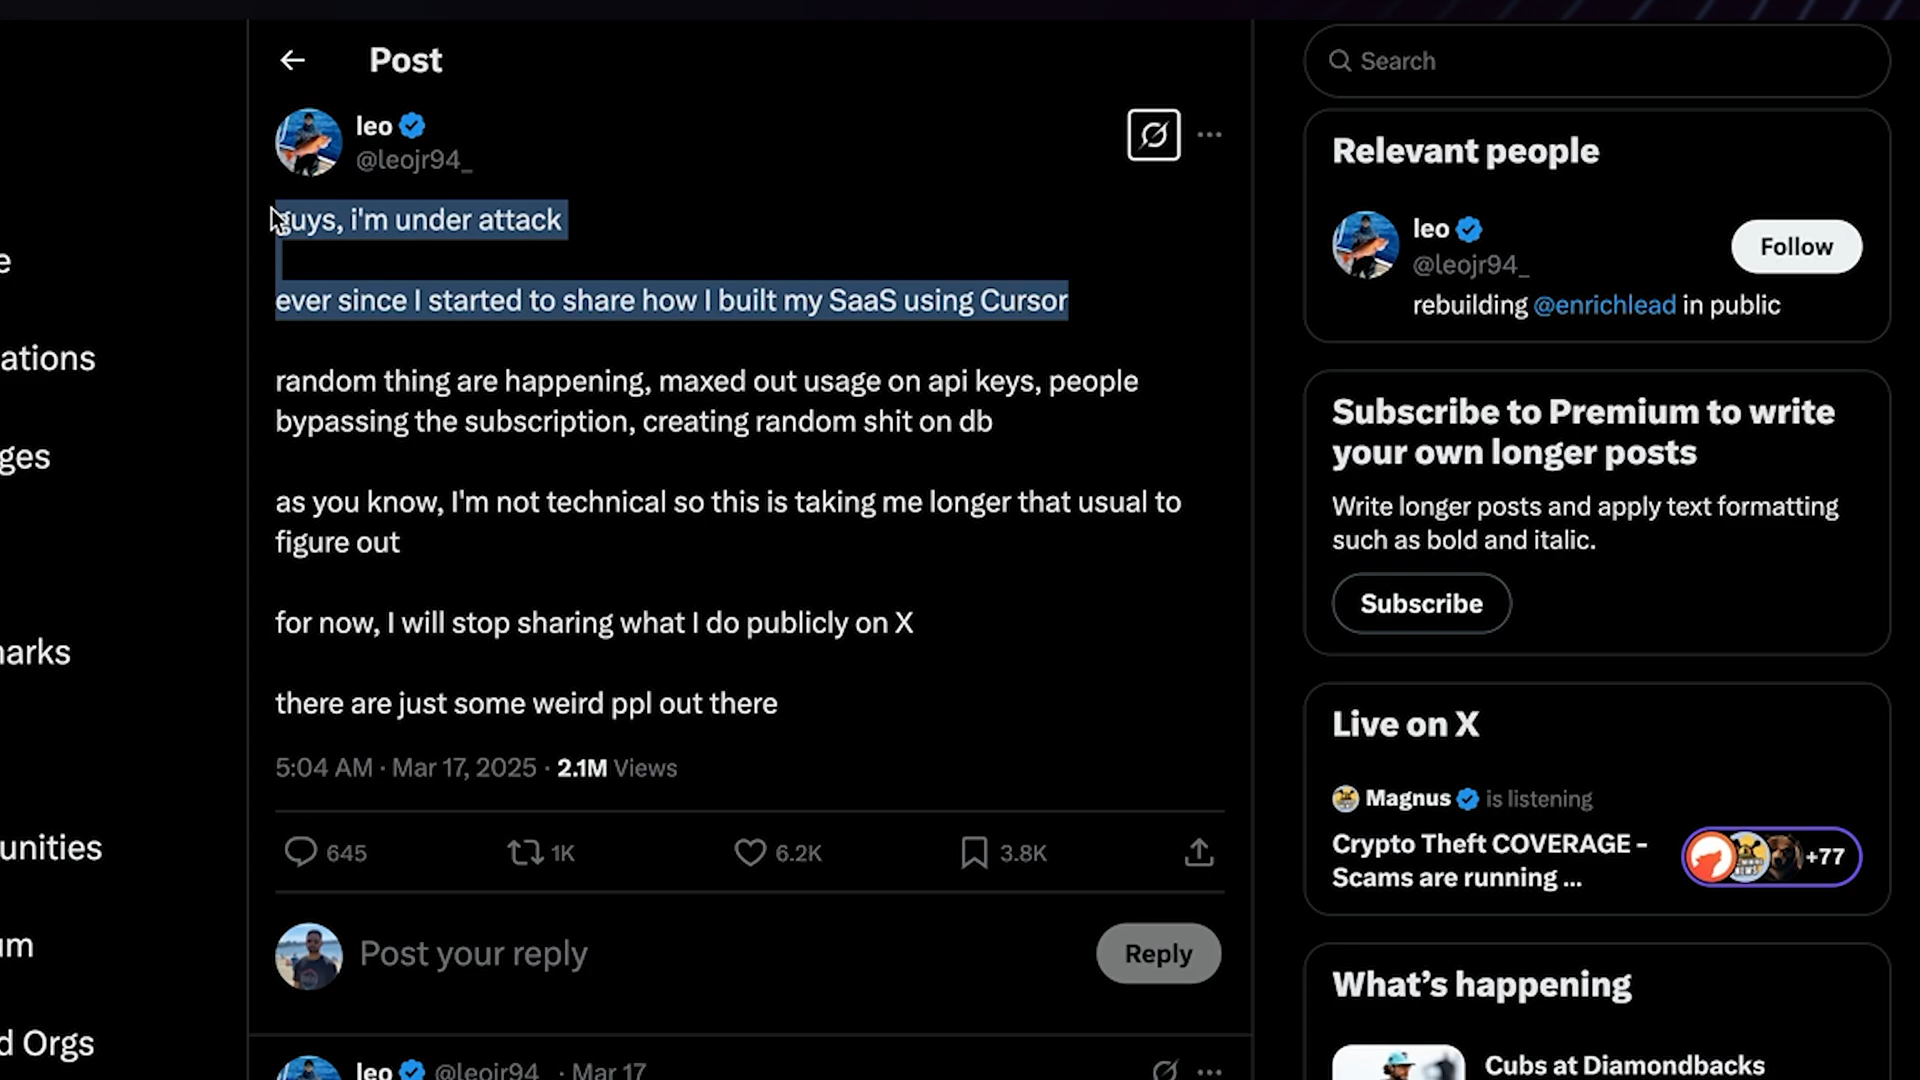 Post
leo
@leojr94_
guys, i'm under attack
ever since I started to share how I built my SaaS using Cursor
random thing are happening, maxed out usage on api keys, people
bypassing the subscription, creating random shit on db
as you know, I'm not technical so this is taking me longer that usual to
figure out
for now, I will stop sharing what I do publicly on X
there are just some weird ppl out there
5:04 AM · Mar 17, 2025 · 2.1M Views
645 1K 6.2K 3.8K
Post your reply
Reply
leo @leojr94_ · Mar 17
e
ations
ges
narks
unities
um
d Orgs
Search
Relevant people
leo
@leojr94_
Follow
rebuilding @enrichlead in public
Subscribe to Premium to write
your own longer posts
Write longer posts and apply text formatting
such as bold and italic.
Subscribe
Live on X
Magnus is listening
Crypto Theft COVERAGE -
Scams are running ...
+77
What's happening
Cubs at Diamondbacks